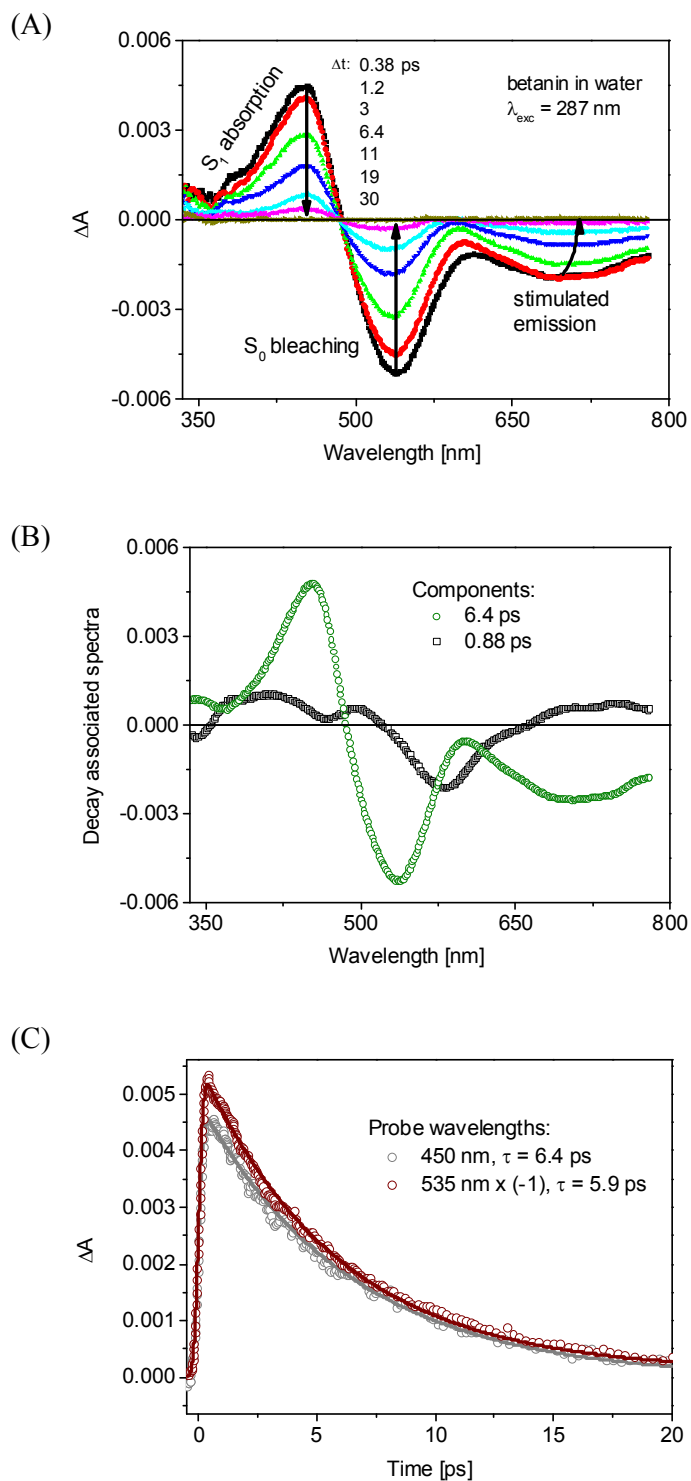 (A)
0.006
0.003
0.000
-0.003
-0.006
ΔA
S₁ absorption
Δt: 0.38 ps
1.2
3
6.4
11
19
30
betanin in water
λexc = 287 nm
S₀ bleaching
stimulated
emission
350 500 650 800
Wavelength [nm]
(B)
0.006
0.003
0.000
-0.003
-0.006
Decay associated spectra
Components:
6.4 ps
0.88 ps
350 500 650 800
Wavelength [nm]
(C)
0.005
0.004
0.003
0.002
0.001
0.000
ΔA
Probe wavelengths:
450 nm, τ = 6.4 ps
535 nm x (-1), τ = 5.9 ps
0 5 10 15 20
Time [ps]